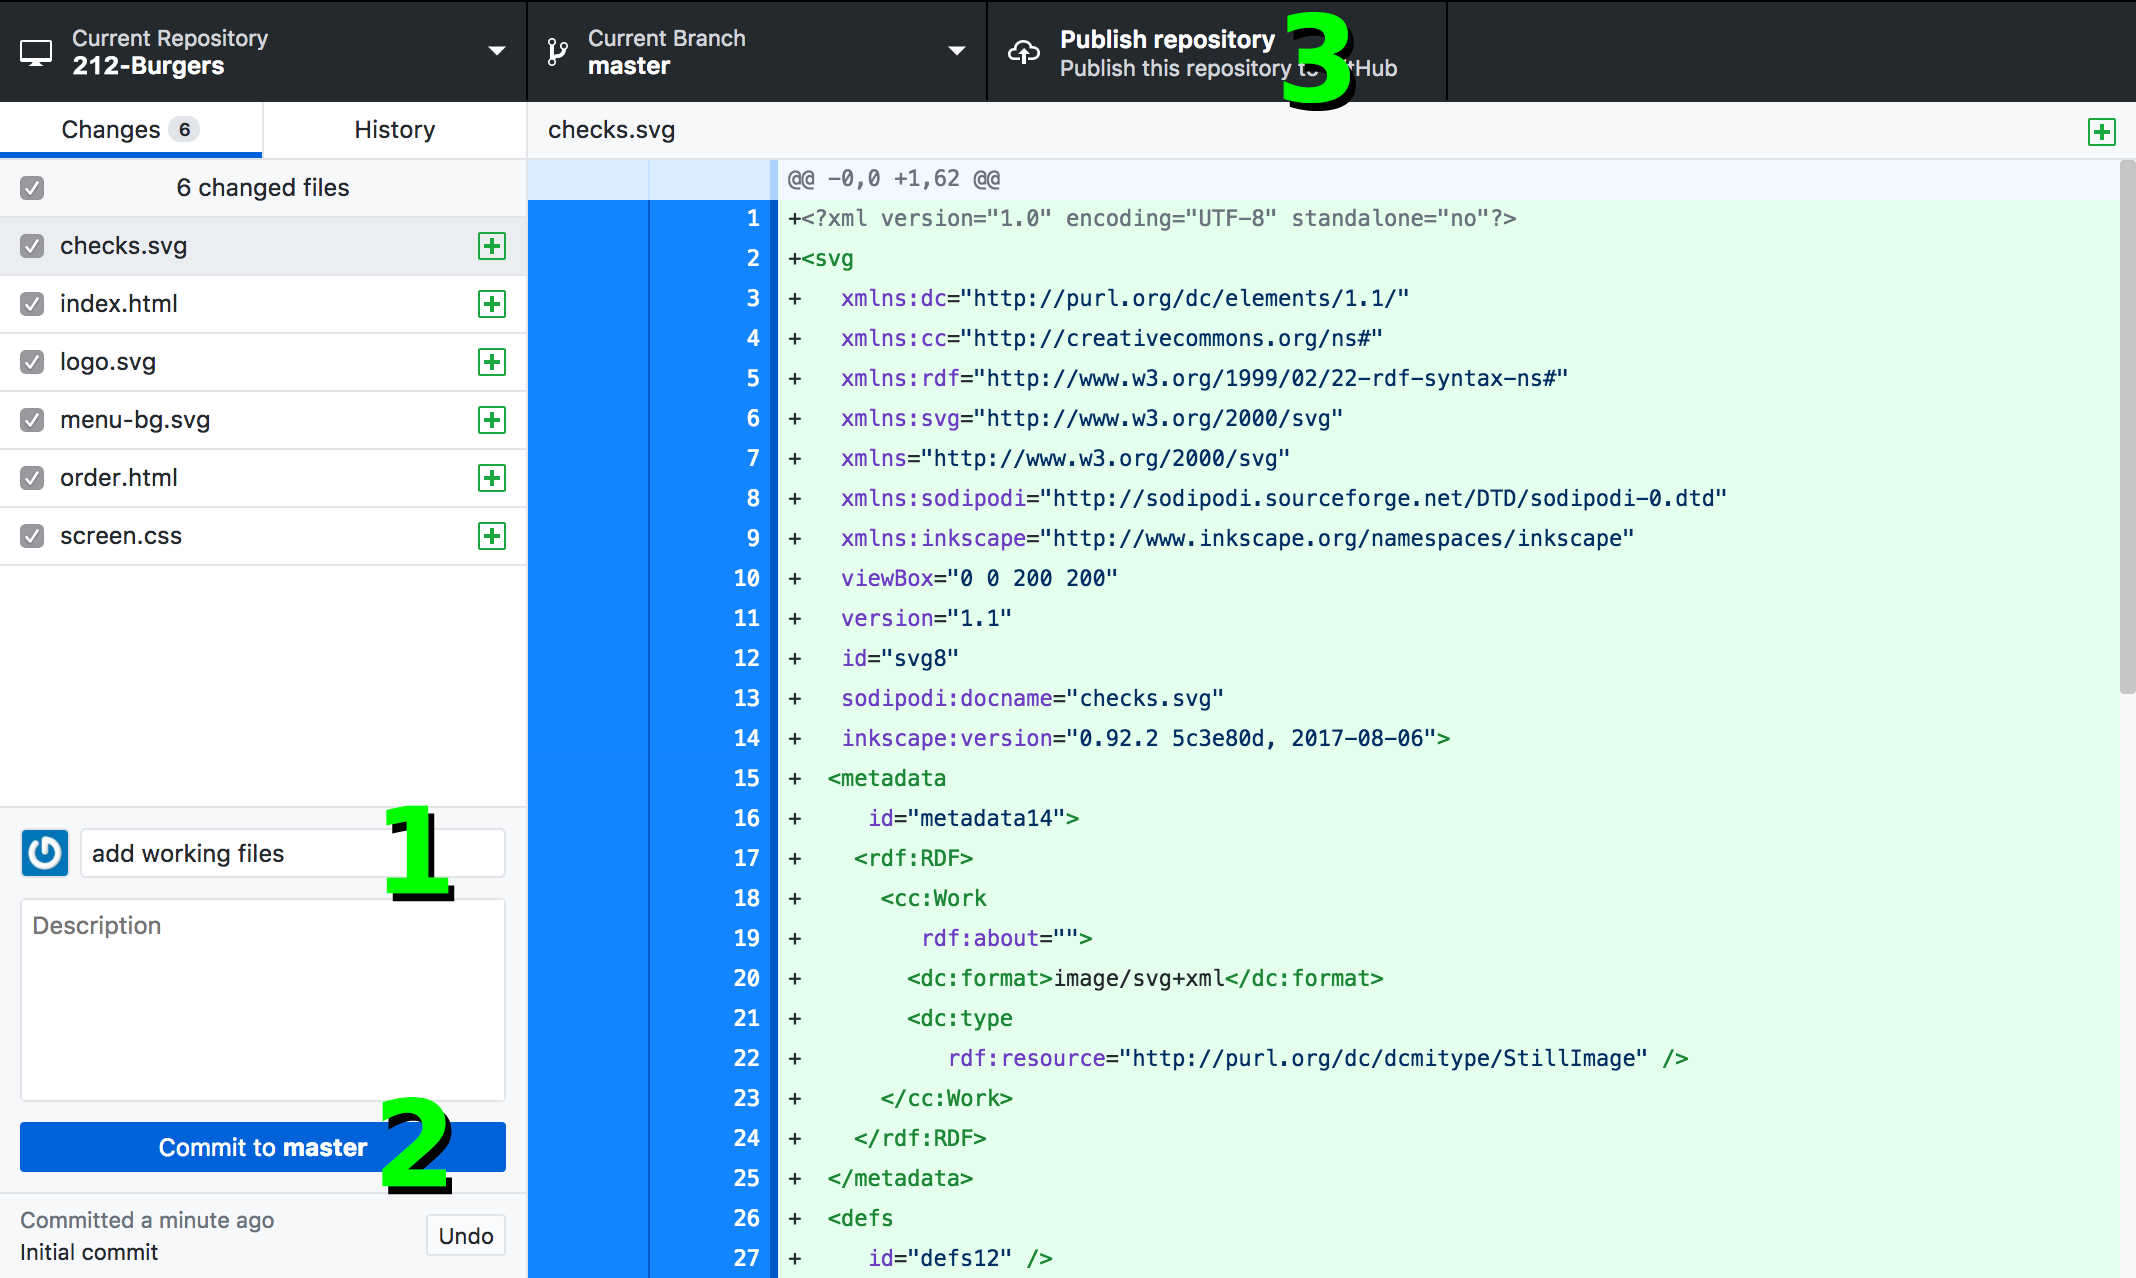 Current Repository
212-Burgers
Current Branch
master
Publish repository
Publish this repository to GitHub
3
Changes 6
History
6 changed files
checks.svg
index.html
logo.svg
menu-bg.svg
order.html
screen.css
add working files
1
Description
Commit to master
2
Committed a minute ago
Initial commit
Undo
checks.svg
@@ -0,0 +1,62 @@
1 +<?xml version="1.0" encoding="UTF-8" standalone="no"?>
2 +<svg
3 +   xmlns:dc="http://purl.org/dc/elements/1.1/"
4 +   xmlns:cc="http://creativecommons.org/ns#"
5 +   xmlns:rdf="http://www.w3.org/1999/02/22-rdf-syntax-ns#"
6 +   xmlns:svg="http://www.w3.org/2000/svg"
7 +   xmlns="http://www.w3.org/2000/svg"
8 +   xmlns:sodipodi="http://sodipodi.sourceforge.net/DTD/sodipodi-0.dtd"
9 +   xmlns:inkscape="http://www.inkscape.org/namespaces/inkscape"
10 +   viewBox="0 0 200 200"
11 +   version="1.1"
12 +   id="svg8"
13 +   sodipodi:docname="checks.svg"
14 +   inkscape:version="0.92.2 5c3e80d, 2017-08-06">
15 +  <metadata
16 +     id="metadata14">
17 +    <rdf:RDF>
18 +      <cc:Work
19 +         rdf:about="">
20 +        <dc:format>image/svg+xml</dc:format>
21 +        <dc:type
22 +           rdf:resource="http://purl.org/dc/dcmitype/StillImage" />
23 +      </cc:Work>
24 +    </rdf:RDF>
25 +  </metadata>
26 +  <defs
27 +     id="defs12" />